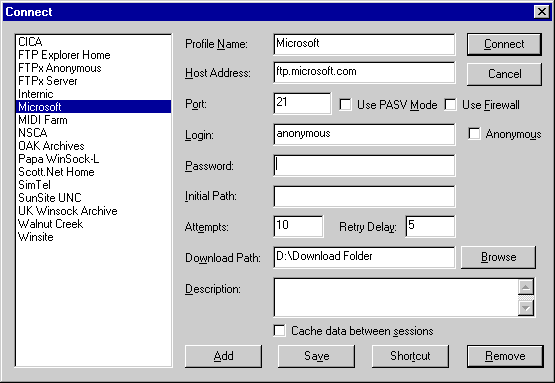 Connect
CICA
FTP Explorer Home
FTPx Anonymous
FTPx Server
Internic
Microsoft
MIDI Farm
NSCA
OAK Archives
Papa WinSock-L
Scott.Net Home
SimTel
SunSite UNC
UK Winsock Archive
Walnut Creek
Winsite
Profile Name: Microsoft Connect
Host Address: ftp.microsoft.com Cancel
Port: 21 Use PASV Mode Use Firewall
Login: anonymous Anonymous
Password:
Initial Path:
Attempts: 10 Retry Delay: 5
Download Path: D:\Download Folder Browse
Description:
Cache data between sessions
Add Save Shortcut Remove